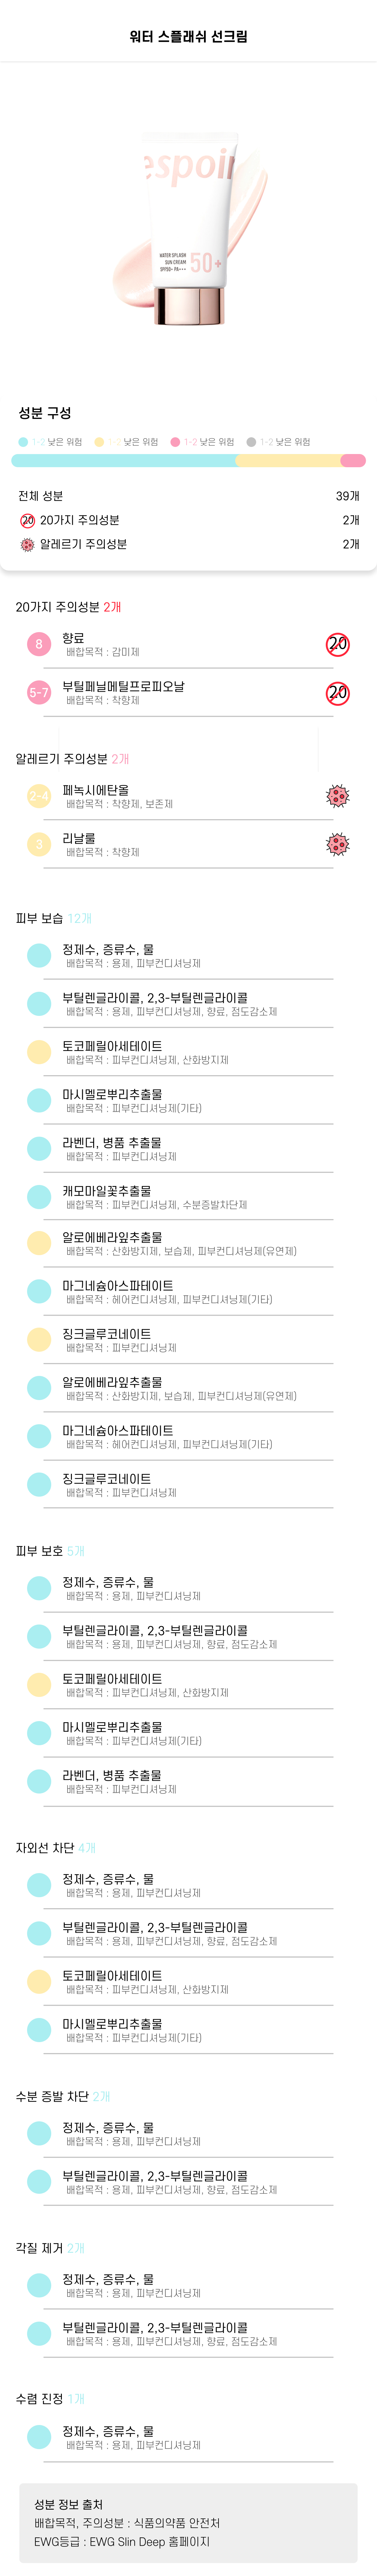 워터 스플래쉬 선크림
espoir
WATER SPLASH
SUN CREAM
SPF50+ PA+++
50+
성분 구성
1-2 낮은 위험
1-2 낮은 위험
1-2 낮은 위험
1-2 낮은 위험
전체 성분 39개
20 20가지 주의성분 2개
알레르기 주의성분 2개
20가지 주의성분 2개
8 향료 20
배합목적 : 감미제
5-7 부틸페닐메틸프로피오날 20
배합목적 : 착향제
알레르기 주의성분 2개
2-4 페녹시에탄올
배합목적 : 착향제, 보존제
3 리날룰
배합목적 : 착향제
피부 보습 12개
정제수, 증류수, 물
배합목적 : 용제, 피부컨디셔닝제
부틸렌글라이콜, 2,3-부틸렌글라이콜
배합목적 : 용제, 피부컨디셔닝제, 향료, 점도감소제
토코페릴아세테이트
배합목적 : 피부컨디셔닝제, 산화방지제
마시멜로뿌리추출물
배합목적 : 피부컨디셔닝제(기타)
라벤더, 병품 추출물
배합목적 : 피부컨디셔닝제
캐모마일꽃추출물
배합목적 : 피부컨디셔닝제, 수분증발차단제
알로에베라잎추출물
배합목적 : 산화방지제, 보습제, 피부컨디셔닝제(유연제)
마그네슘아스파테이트
배합목적 : 헤어컨디셔닝제, 피부컨디셔닝제(기타)
징크글루코네이트
배합목적 : 피부컨디셔닝제
알로에베라잎추출물
배합목적 : 산화방지제, 보습제, 피부컨디셔닝제(유연제)
마그네슘아스파테이트
배합목적 : 헤어컨디셔닝제, 피부컨디셔닝제(기타)
징크글루코네이트
배합목적 : 피부컨디셔닝제
피부 보호 5개
정제수, 증류수, 물
배합목적 : 용제, 피부컨디셔닝제
부틸렌글라이콜, 2,3-부틸렌글라이콜
배합목적 : 용제, 피부컨디셔닝제, 향료, 점도감소제
토코페릴아세테이트
배합목적 : 피부컨디셔닝제, 산화방지제
마시멜로뿌리추출물
배합목적 : 피부컨디셔닝제(기타)
라벤더, 병품 추출물
배합목적 : 피부컨디셔닝제
자외선 차단 4개
정제수, 증류수, 물
배합목적 : 용제, 피부컨디셔닝제
부틸렌글라이콜, 2,3-부틸렌글라이콜
배합목적 : 용제, 피부컨디셔닝제, 향료, 점도감소제
토코페릴아세테이트
배합목적 : 피부컨디셔닝제, 산화방지제
마시멜로뿌리추출물
배합목적 : 피부컨디셔닝제(기타)
수분 증발 차단 2개
정제수, 증류수, 물
배합목적 : 용제, 피부컨디셔닝제
부틸렌글라이콜, 2,3-부틸렌글라이콜
배합목적 : 용제, 피부컨디셔닝제, 향료, 점도감소제
각질 제거 2개
정제수, 증류수, 물
배합목적 : 용제, 피부컨디셔닝제
부틸렌글라이콜, 2,3-부틸렌글라이콜
배합목적 : 용제, 피부컨디셔닝제, 향료, 점도감소제
수렴 진정 1개
정제수, 증류수, 물
배합목적 : 용제, 피부컨디셔닝제
성분 정보 출처
배합목적, 주의성분 : 식품의약품 안전처
EWG등급 : EWG Slin Deep 홈페이지